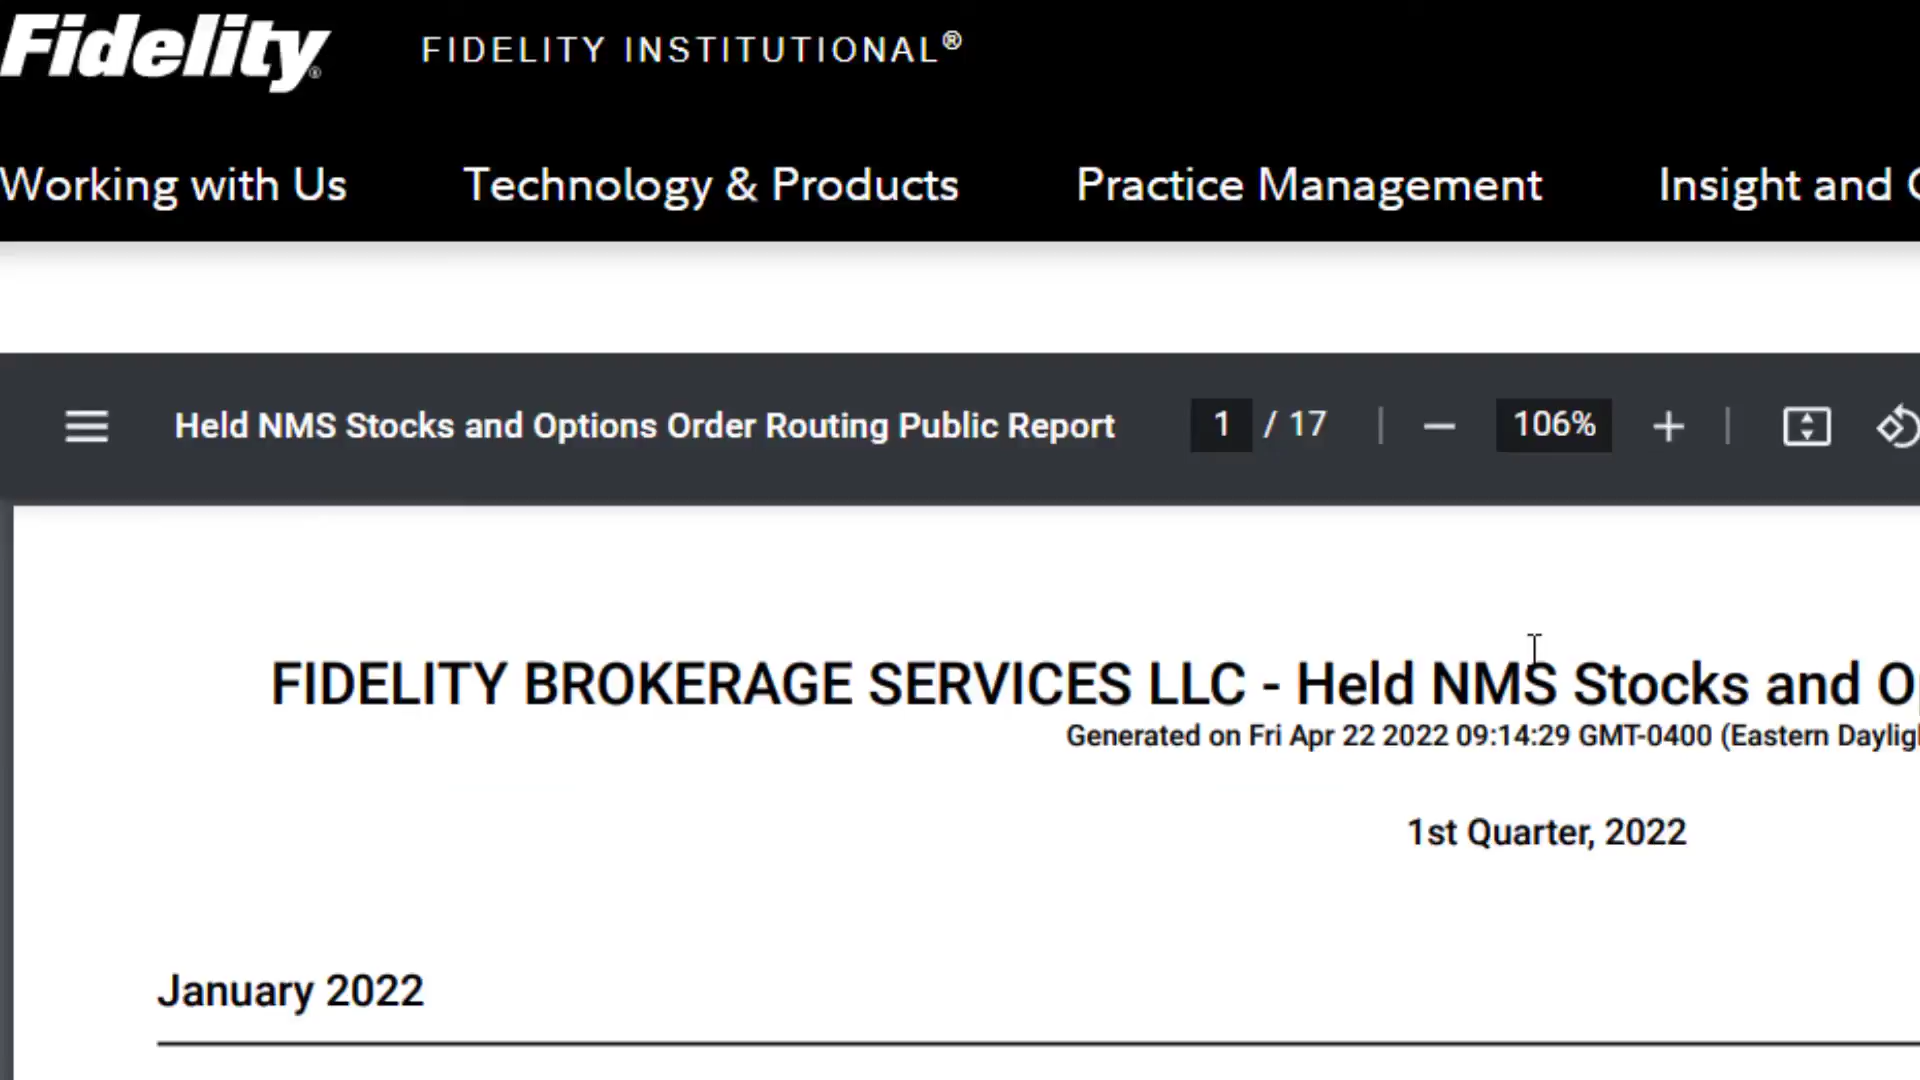 Fidelity® FIDELITY INSTITUTIONAL®
Working with Us Technology & Products Practice Management Insight and
Held NMS Stocks and Options Order Routing Public Report 1 / 17 | − 106% + |
FIDELITY BROKERAGE SERVICES LLC - Held NMS Stocks and
Generated on Fri Apr 22 2022 09:14:29 GMT-0400 (Eastern
1st Quarter, 2022
January 2022